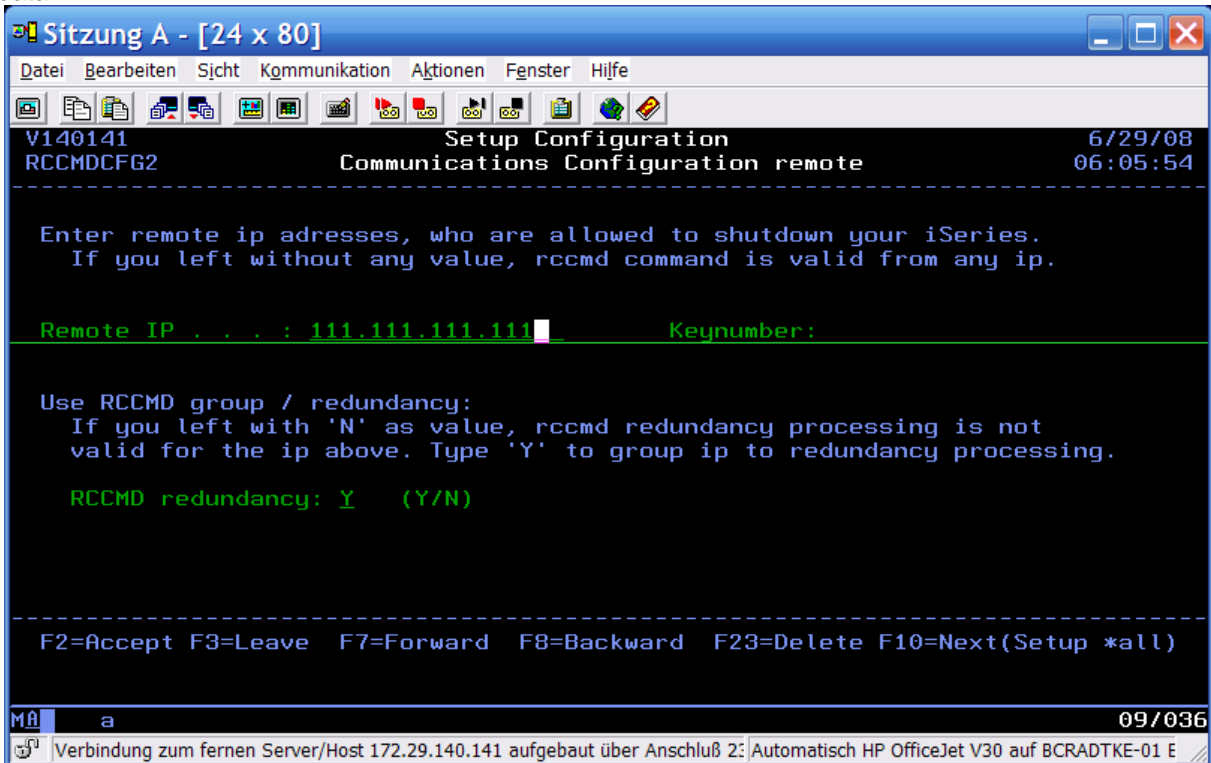 Sitzung A - [24 x 80]
Datei Bearbeiten Sicht Kommunikation Aktionen Fenster Hilfe
V140141 Setup Configuration 6/29/08
RCCMDCFG2 Communications Configuration remote 06:05:54
Enter remote ip adresses, who are allowed to shutdown your iSeries.
If you left without any value, rccmd command is valid from any ip.
Remote IP . . . : 111.111.111.111 Keynumber:
Use RCCMD group / redundancy:
If you left with 'N' as value, rccmd redundancy processing is not
valid for the ip above. Type 'Y' to group ip to redundancy processing.
RCCMD redundancy: Y (Y/N)
F2=Accept F3=Leave F7=Forward F8=Backward F23=Delete F10=Next(Setup *all)
MA a 09/036
Verbindung zum fernen Server/Host 172.29.140.141 aufgebaut über Anschluß 23 Automatisch HP OfficeJet V30 auf BCRADTKE-01 E